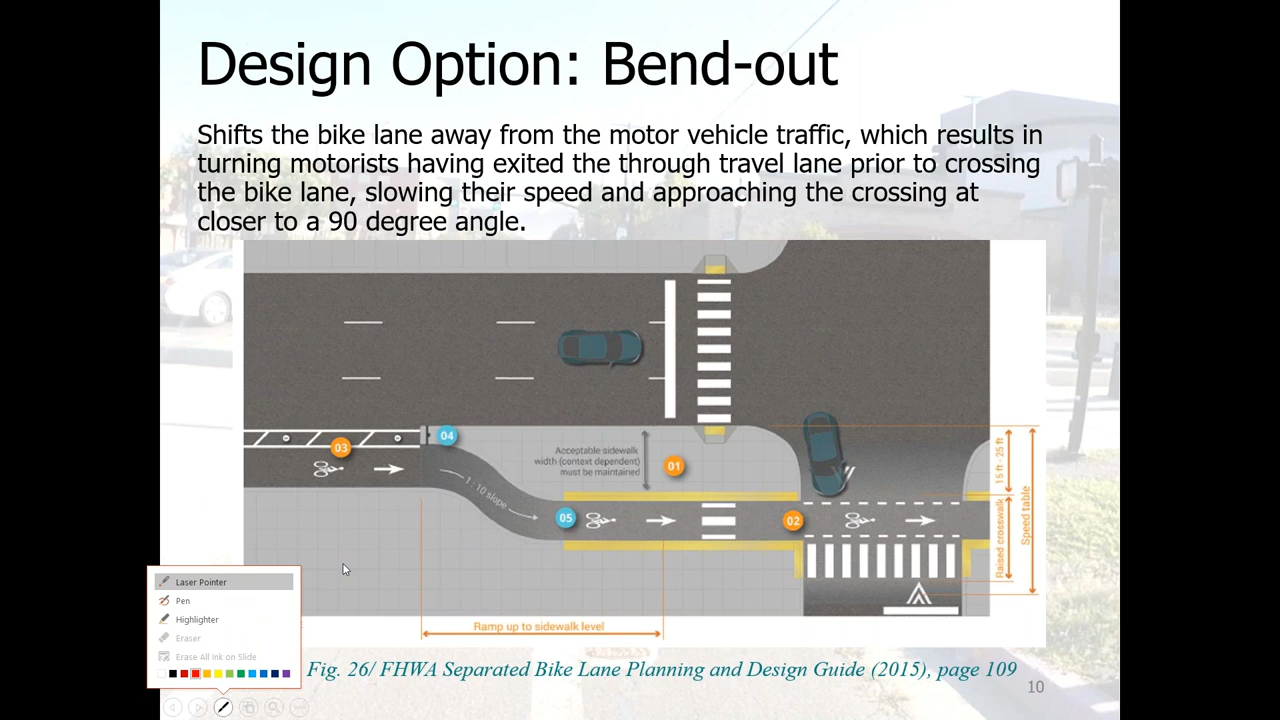 Design Option: Bend-out
Shifts the bike lane away from the motor vehicle traffic, which results in
turning motorists having exited the through travel lane prior to crossing
the bike lane, slowing their speed and approaching the crossing at
closer to a 90 degree angle.
04
03
Acceptable sidewalk
width (context dependent)
must be maintained
01
15 ft - 25 ft
1 : 10 slope
05
02
Raised crosswalk
Speed table
Ramp up to sidewalk level
Laser Pointer
Pen
Highlighter
Eraser
Erase All Ink on Slide
Fig. 26/ FHWA Separated Bike Lane Planning and Design Guide (2015), page 109
10